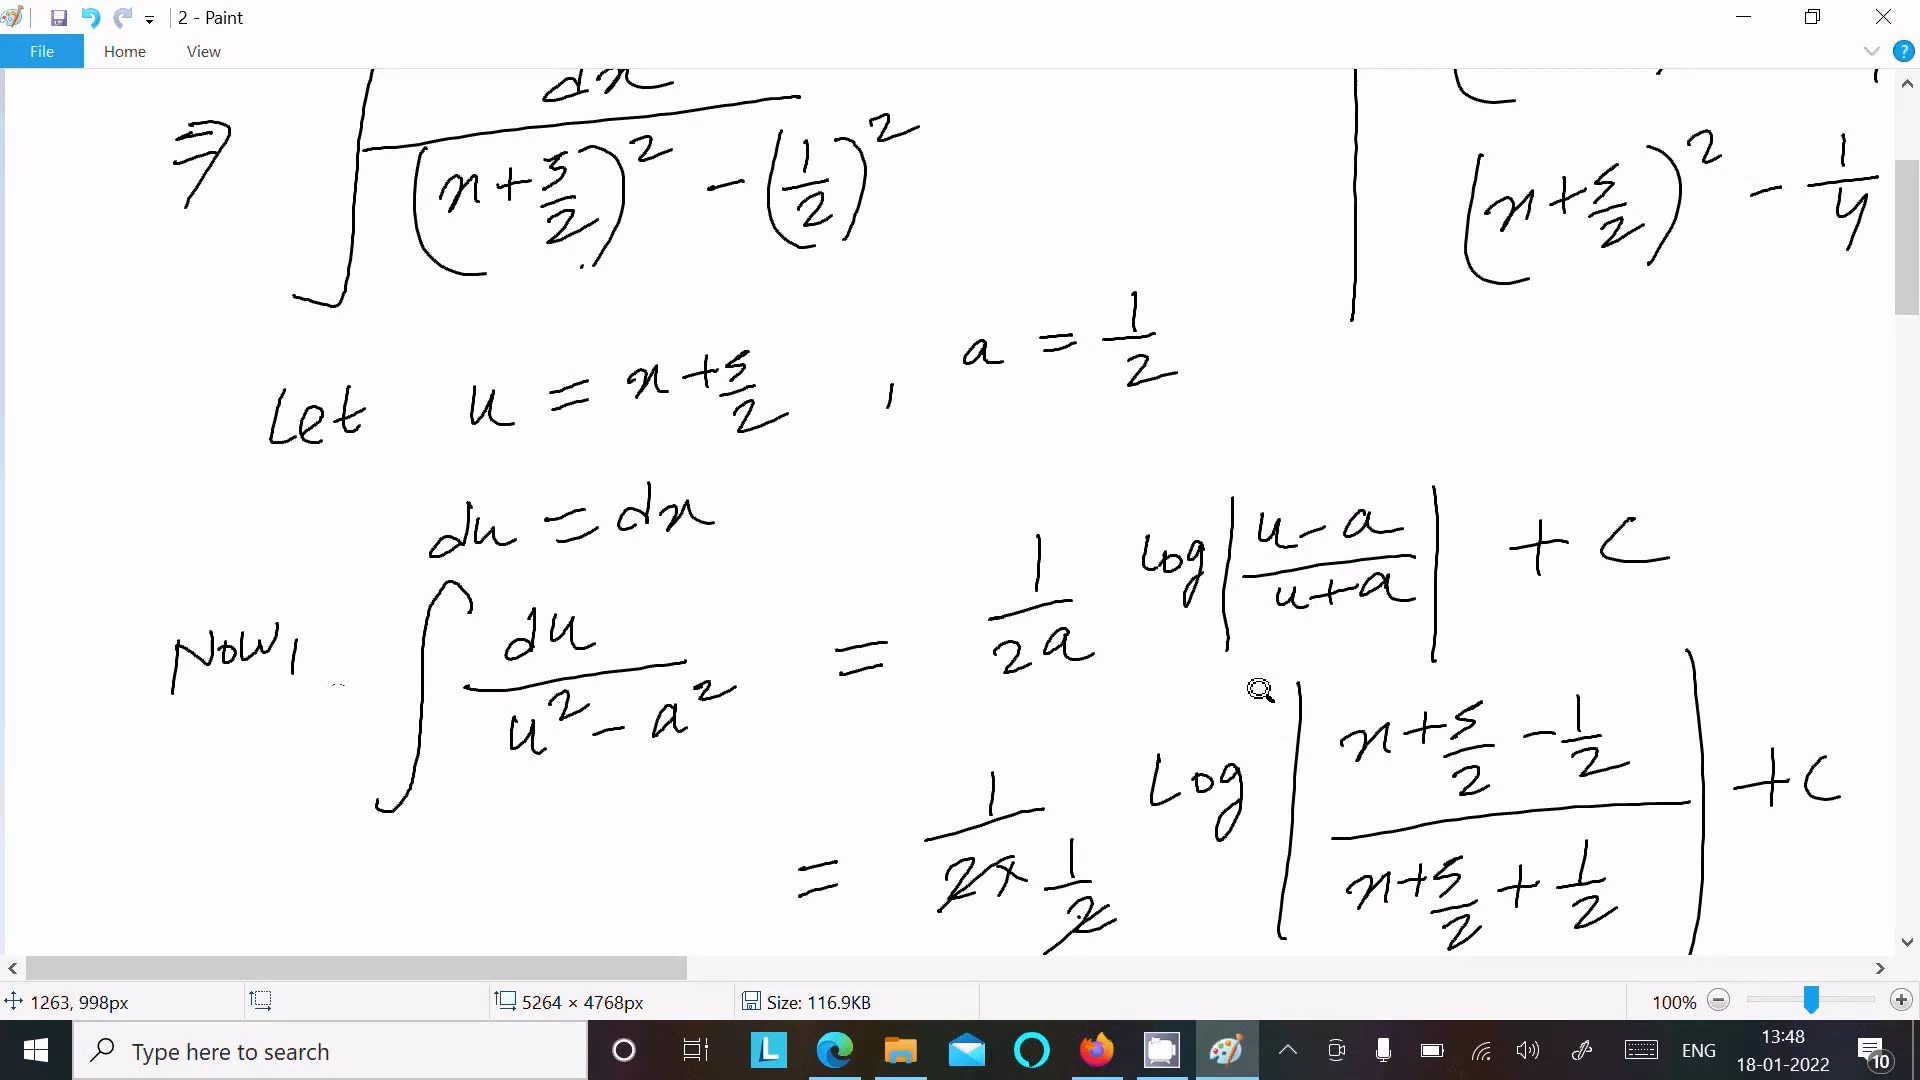 2 - Paint
File Home View
⇒ ∫ dx / (x+5/2)² - (1/2)²
(x+5/2)² - 1/4
Let u = x+5/2 , a = 1/2
du = dx
Now, ∫ du / u² - a² = 1/2a log |u-a / u+a| + C
= 1/2×1/2 log |x+5/2 - 1/2 / x+5/2 + 1/2| + C
1263, 998px 5264 × 4768px Size: 116.9KB 100%
Type here to search
L
ENG
13:48
18-01-2022
10